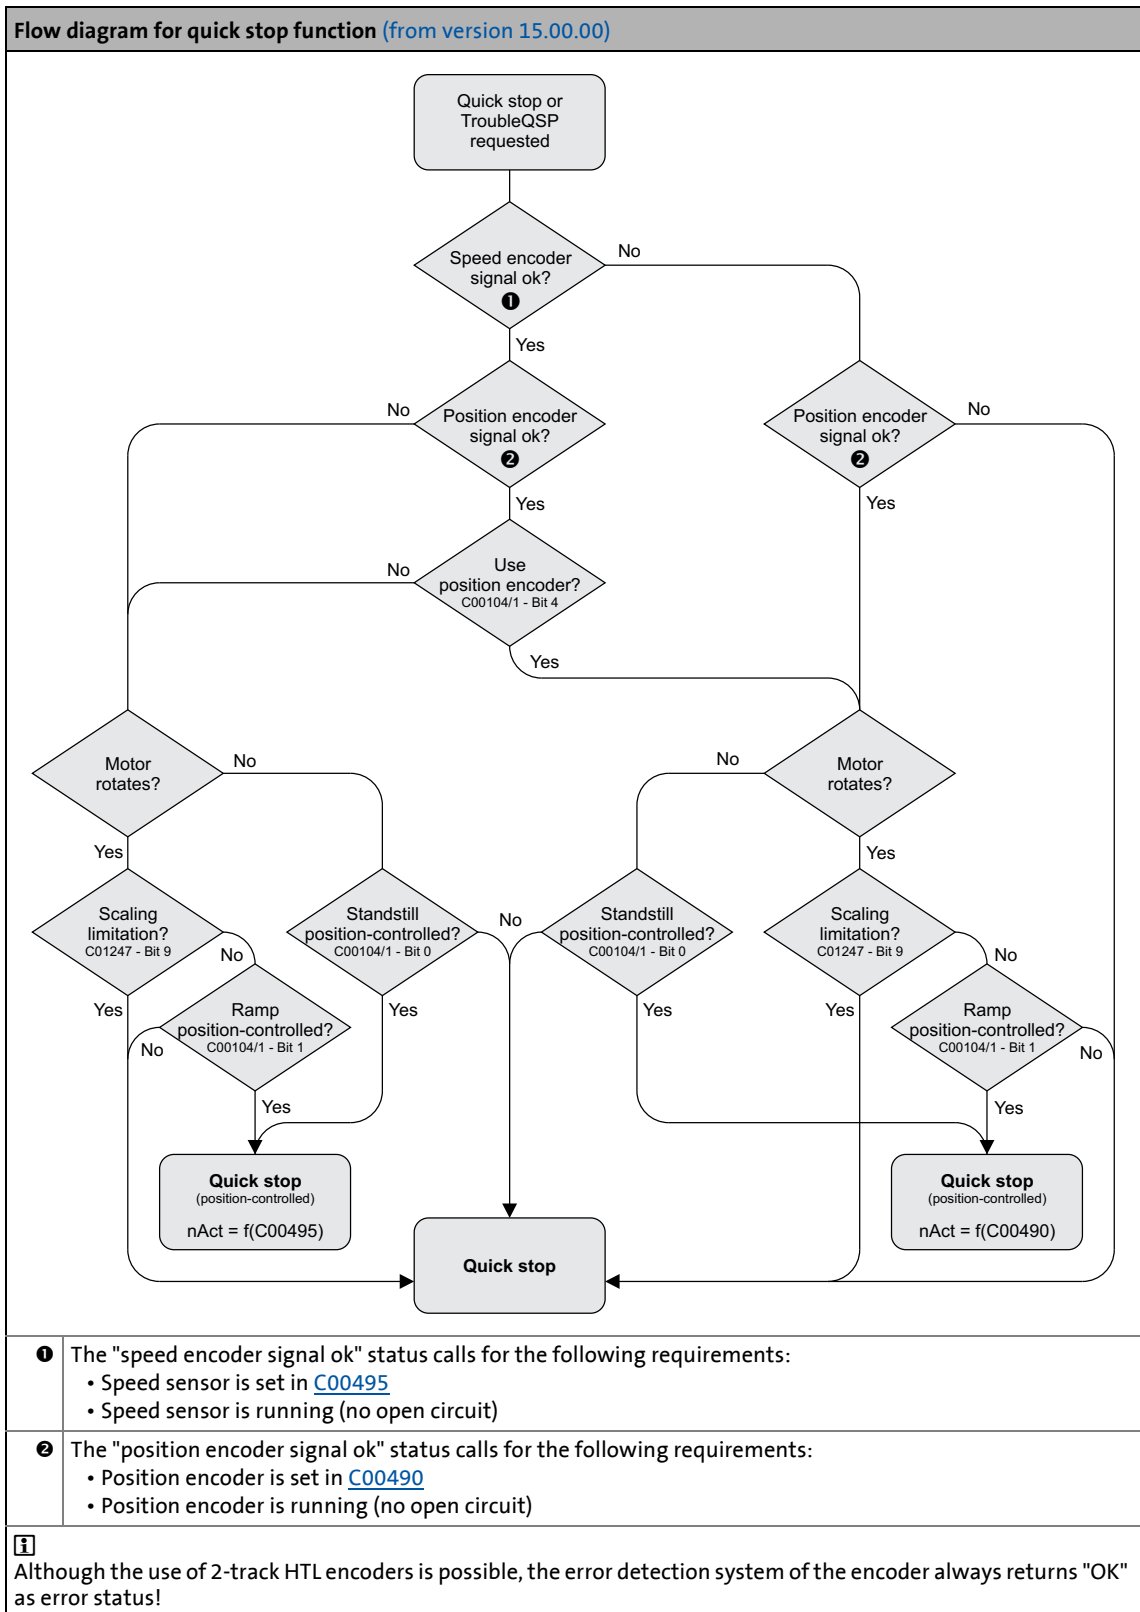 Flow diagram for quick stop function (from version 15.00.00)
Quick stop or
TroubleQSP
requested
Speed encoder
signal ok?
❶
No
Yes
No
Position encoder
signal ok?
❷
Position encoder
signal ok?
❷
No
Yes
Yes
No
Use
position encoder?
C00104/1 - Bit 4
Yes
Motor
rotates?
No
No
Motor
rotates?
Yes
Yes
Scaling
limitation?
C01247 - Bit 9
Standstill
position-controlled?
C00104/1 - Bit 0
No
Standstill
position-controlled?
C00104/1 - Bit 0
Scaling
limitation?
C01247 - Bit 9
No
No
Yes
Ramp
position-controlled?
C00104/1 - Bit 1
Yes
Yes
Yes
Ramp
position-controlled?
C00104/1 - Bit 1
No
No
Yes
Yes
Quick stop
(position-controlled)
nAct = f(C00495)
Quick stop
Quick stop
(position-controlled)
nAct = f(C00490)
❶ The "speed encoder signal ok" status calls for the following requirements:
• Speed sensor is set in C00495
• Speed sensor is running (no open circuit)
❷ The "position encoder signal ok" status calls for the following requirements:
• Position encoder is set in C00490
• Position encoder is running (no open circuit)
i
Although the use of 2-track HTL encoders is possible, the error detection system of the encoder always returns "OK"
as error status!